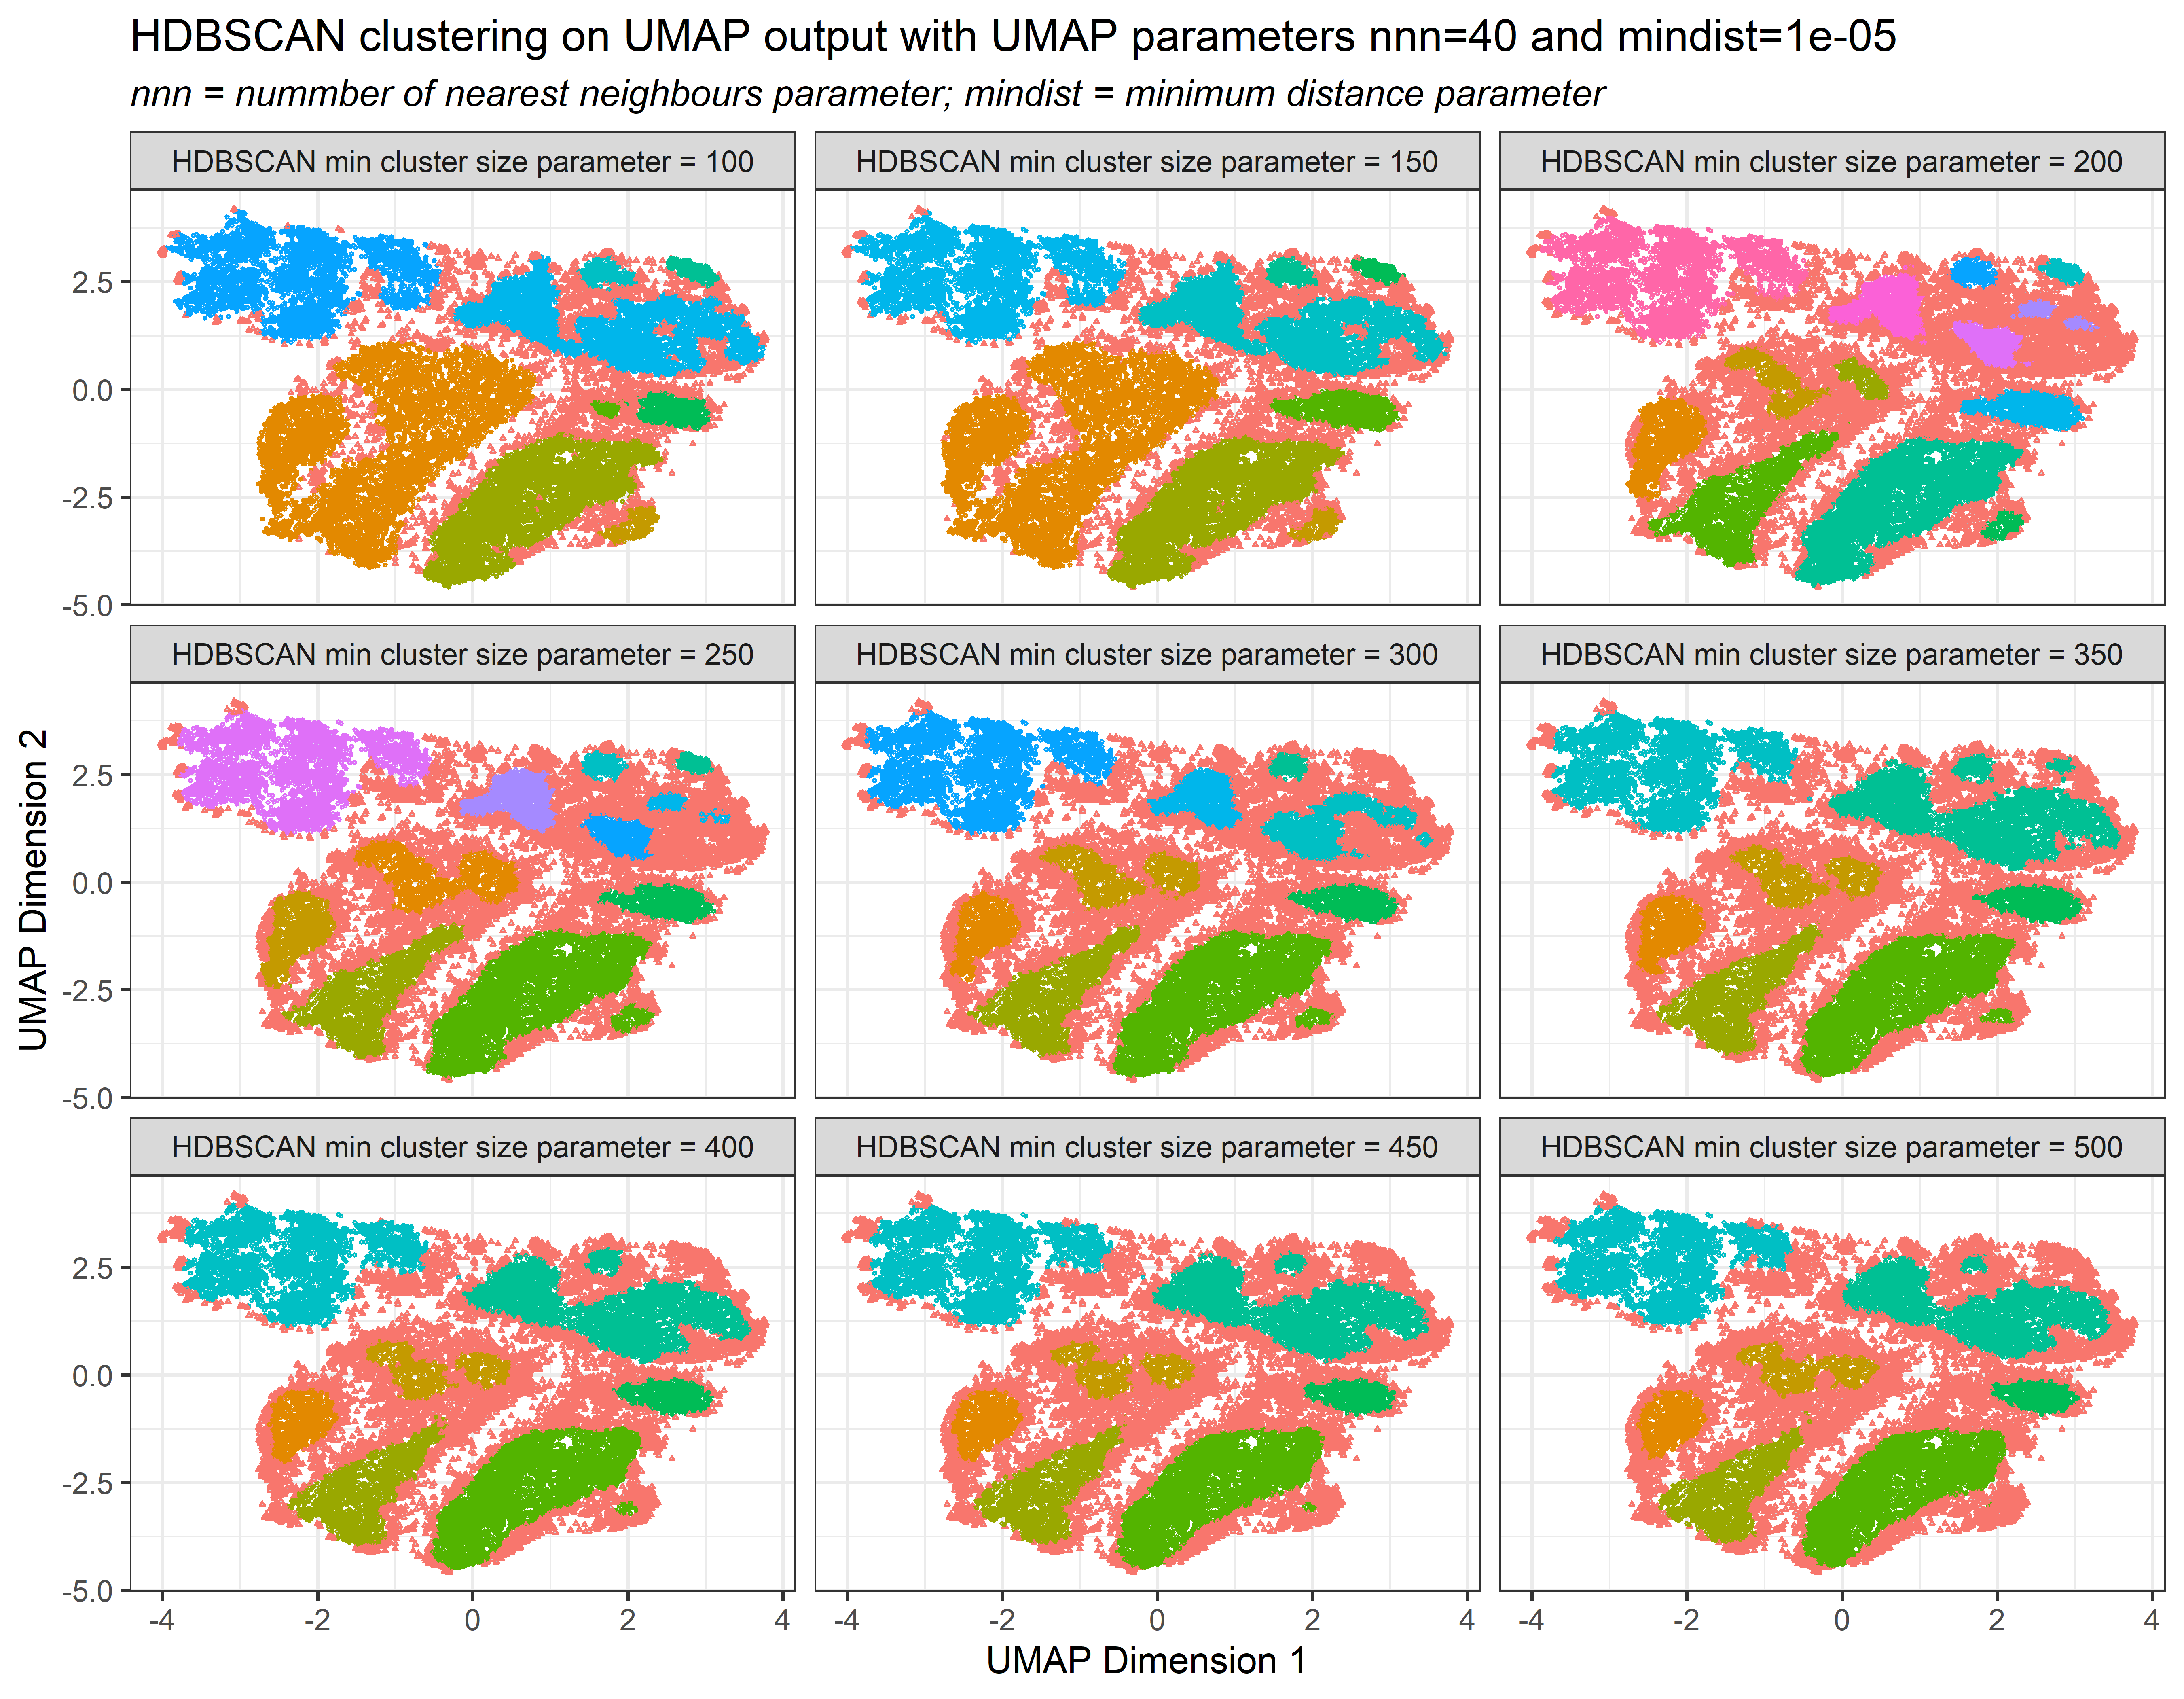 HDBSCAN clustering on UMAP output with UMAP parameters nnn=40 and mindist=1e-05
nnn = nummber of nearest neighbours parameter; mindist = minimum distance parameter
HDBSCAN min cluster size parameter = 100
HDBSCAN min cluster size parameter = 150
HDBSCAN min cluster size parameter = 200
2.5
0.0
-2.5
-5.0
HDBSCAN min cluster size parameter = 250
HDBSCAN min cluster size parameter = 300
HDBSCAN min cluster size parameter = 350
UMAP Dimension 2
2.5
0.0
-2.5
-5.0
HDBSCAN min cluster size parameter = 400
HDBSCAN min cluster size parameter = 450
HDBSCAN min cluster size parameter = 500
2.5
0.0
-2.5
-5.0
-4 -2 0 2 4 -4 -2 0 2 4 -4 -2 0 2 4
UMAP Dimension 1